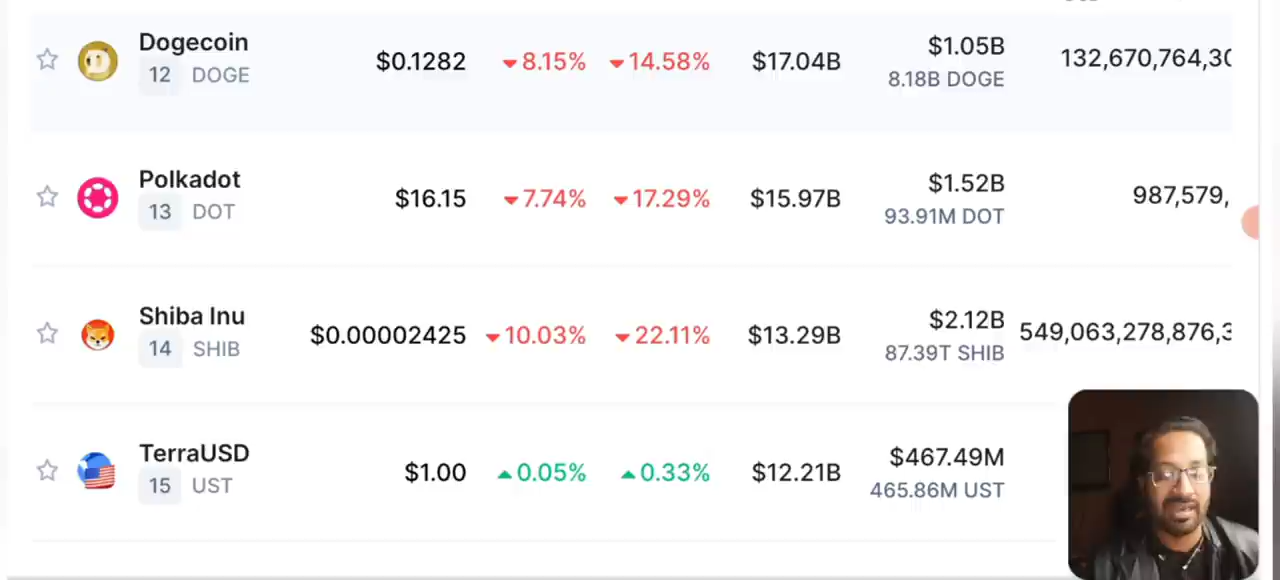 Dogecoin
12 DOGE
$0.1282
8.15%
14.58%
$17.04B
$1.05B
8.18B DOGE
132,670,764,30
Polkadot
13 DOT
$16.15
7.74%
17.29%
$15.97B
$1.52B
93.91M DOT
987,579,
Shiba Inu
14 SHIB
$0.00002425
10.03%
22.11%
$13.29B
$2.12B
87.39T SHIB
549,063,278,876,3
TerraUSD
15 UST
$1.00
0.05%
0.33%
$12.21B
$467.49M
465.86M UST